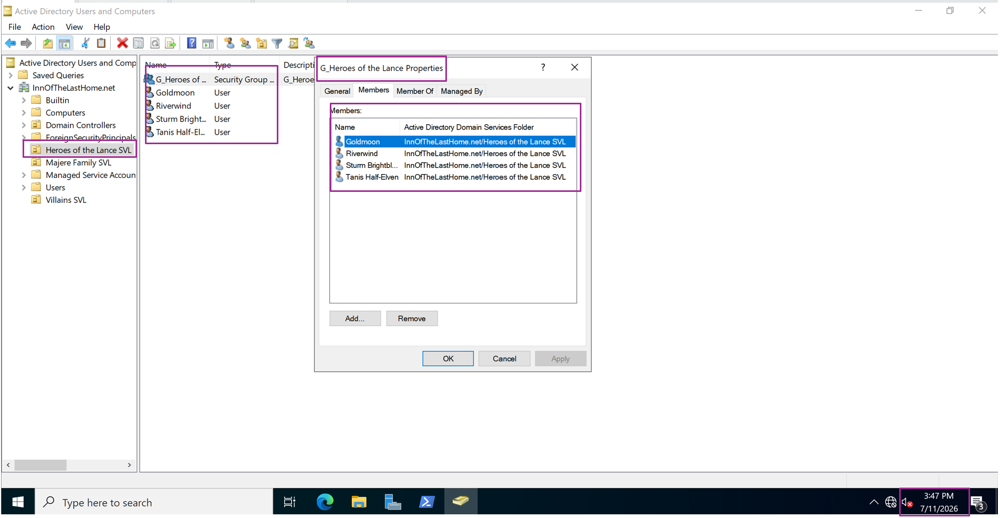 Active Directory Users and Computers
File Action View Help
Active Directory Users and Comp
Saved Queries
InnOfTheLastHome.net
Builtin
Computers
Domain Controllers
ForeignSecurityPrincipals
Heroes of the Lance SVL
Majere Family SVL
Managed Service Accoun
Users
Villains SVL
Name Type Descripti
G_Heroes of ... Security Group ... G_Heroe
Goldmoon User
Riverwind User
Sturm Bright... User
Tanis Half-El... User
G_Heroes of the Lance Properties
?
General Members Member Of Managed By
Members:
Name Active Directory Domain Services Folder
Goldmoon InnOfTheLastHome.net/Heroes of the Lance SVL
Riverwind InnOfTheLastHome.net/Heroes of the Lance SVL
Sturm Brightbl... InnOfTheLastHome.net/Heroes of the Lance SVL
Tanis Half-Elven InnOfTheLastHome.net/Heroes of the Lance SVL
Add... Remove
OK Cancel Apply
Type here to search
3:47 PM
7/11/2026
3